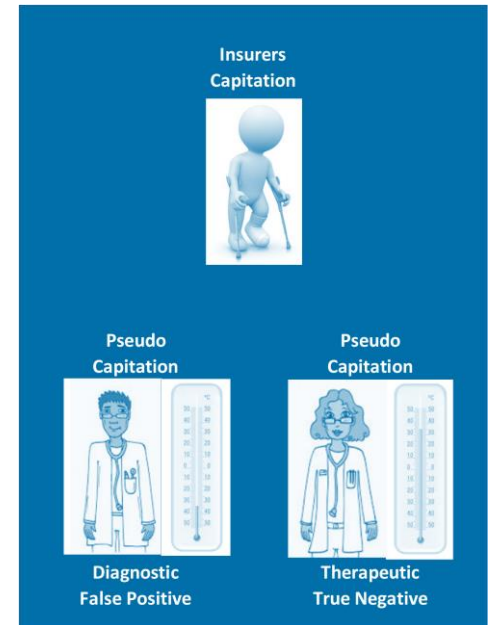 Insurers
Capitation
Pseudo
Capitation
Pseudo
Capitation
°C
°C
Diagnostic
False Positive
Therapeutic
True Negative